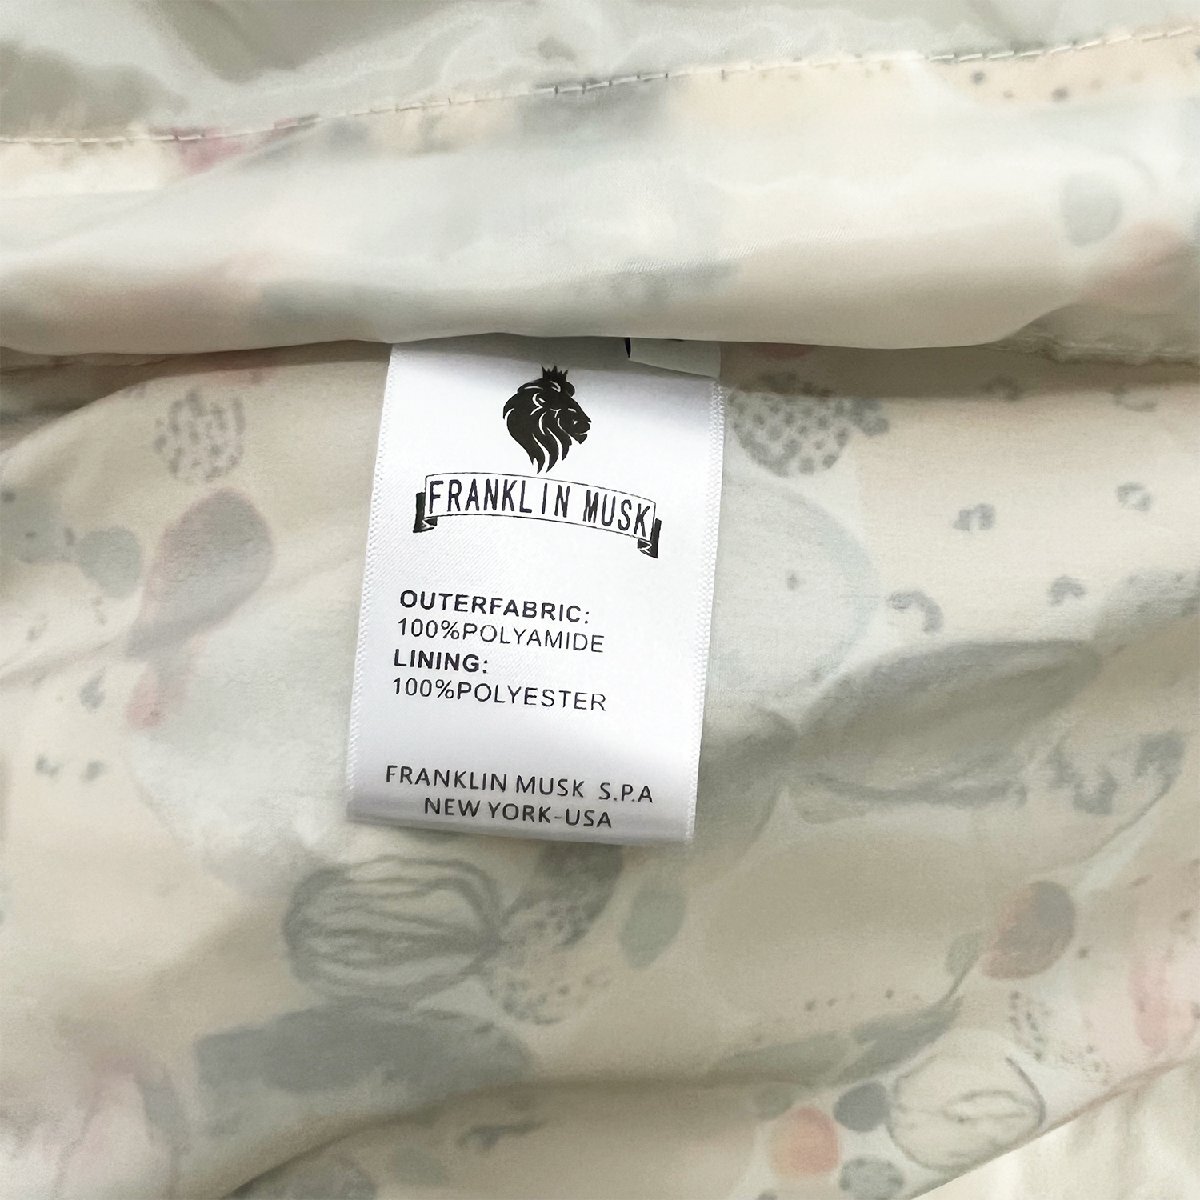 FRANKLIN MUSK
OUTERFABRIC:
100%POLYAMIDE
LINING:
100%POLYESTER
FRANKLIN MUSK S.P.A
NEW YORK-USA